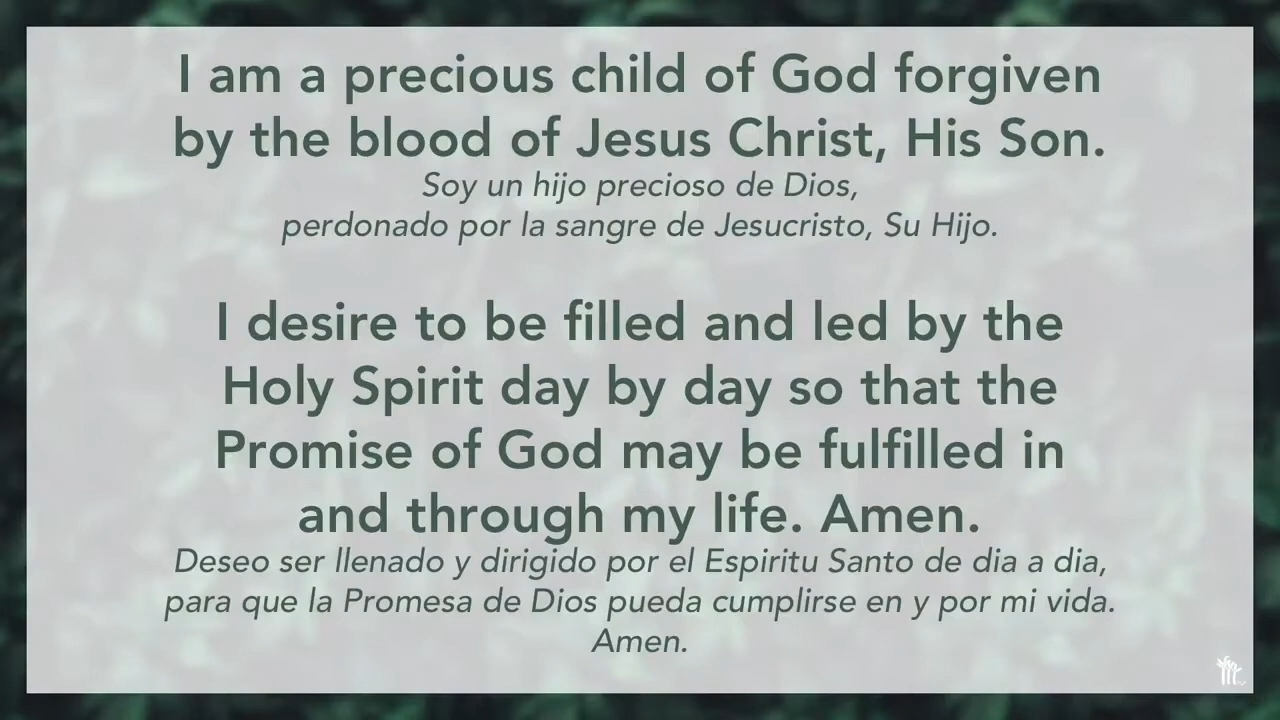 I am a precious child of God forgiven
by the blood of Jesus Christ, His Son.
Soy un hijo precioso de Dios,
perdonado por la sangre de Jesucristo, Su Hijo.
I desire to be filled and led by the
Holy Spirit day by day so that the
Promise of God may be fulfilled in
and through my life. Amen.
Deseo ser llenado y dirigido por el Espiritu Santo de dia a dia,
para que la Promesa de Dios pueda cumplirse en y por mi vida.
Amen.